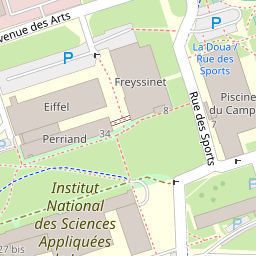 venue des Arts
P
La Doua /
Rue des
Sports
Freyssinet
P
Eiffel
8
Piscine
du Camp
7
34
Perriand
Rue des Sports
Institut
National
des Sciences
Appliquées
27 bis